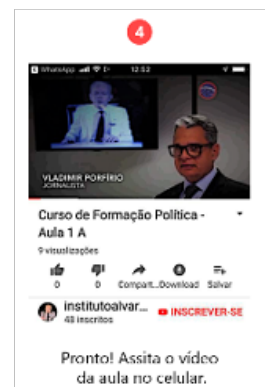 4
WhatsApp 12:52
VLADIMIR PORFÍRIO
JORNALISTA
Curso de Formação Política -
Aula 1 A
9 visualizações
0 0 Compart... Download Salvar
institutoalvar... INSCREVER-SE
48 inscritos
Pronto! Assita o vídeo
da aula no celular.